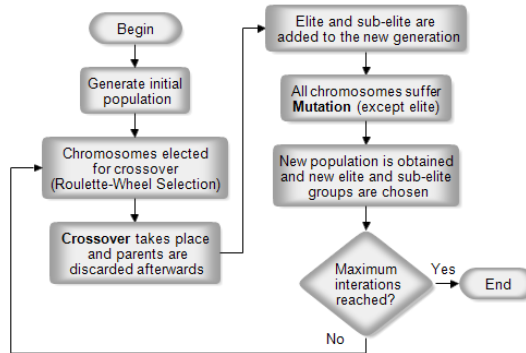 Begin
Generate initial
population
Chromosomes elected
for crossover
(Roulette-Wheel Selection)
Crossover takes place
and parents are
discarded afterwards
Elite and sub-elite are
added to the new generation
All chromosomes suffer
Mutation (except elite)
New population is obtained
and new elite and sub-elite
groups are chosen
Maximum
interations
reached?
Yes
End
No